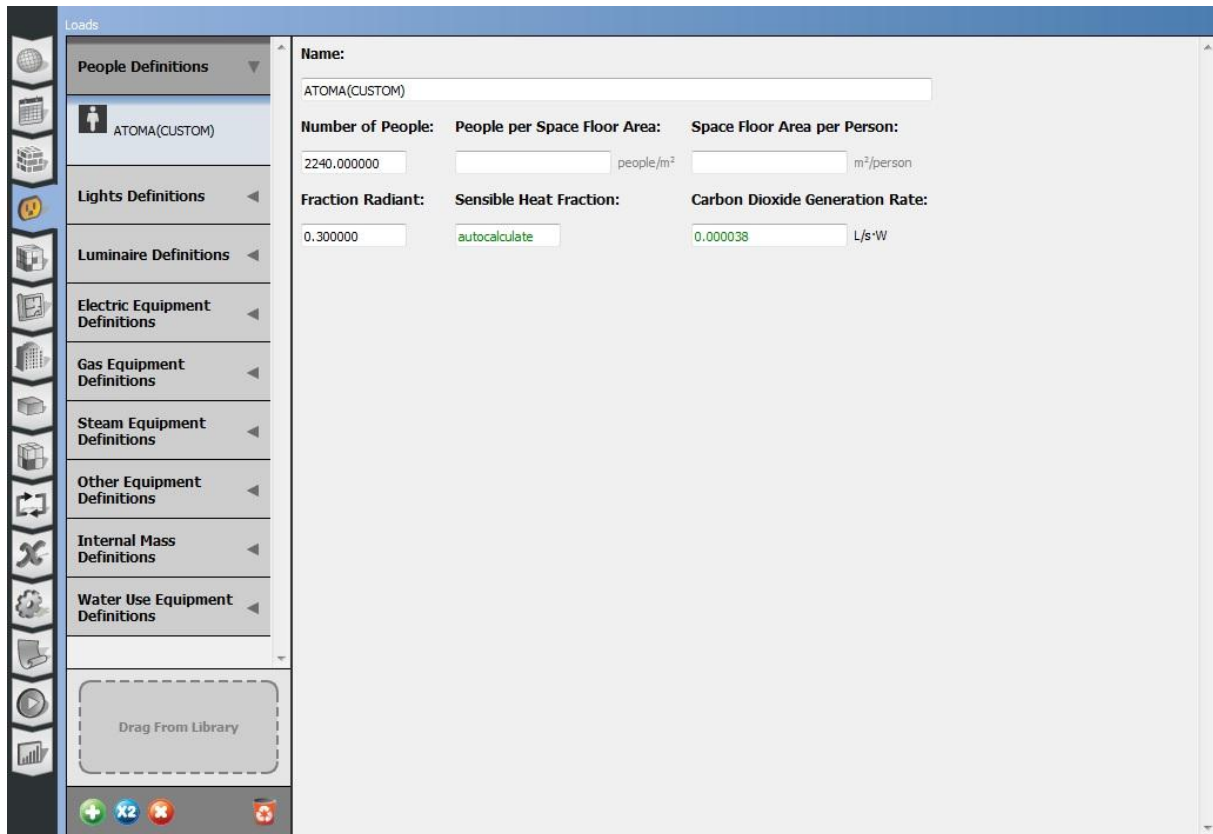 Loads
People Definitions
ATOMA(CUSTOM)
Lights Definitions
Luminaire Definitions
Electric Equipment
Definitions
Gas Equipment
Definitions
Steam Equipment
Definitions
Other Equipment
Definitions
Internal Mass
Definitions
Water Use Equipment
Definitions
Drag From Library
X2
Name:
ATOMA(CUSTOM)
Number of People: People per Space Floor Area: Space Floor Area per Person:
2240.000000 people/m² m²/person
Fraction Radiant: Sensible Heat Fraction: Carbon Dioxide Generation Rate:
0.300000 autocalculate 0.000038 L/s·W